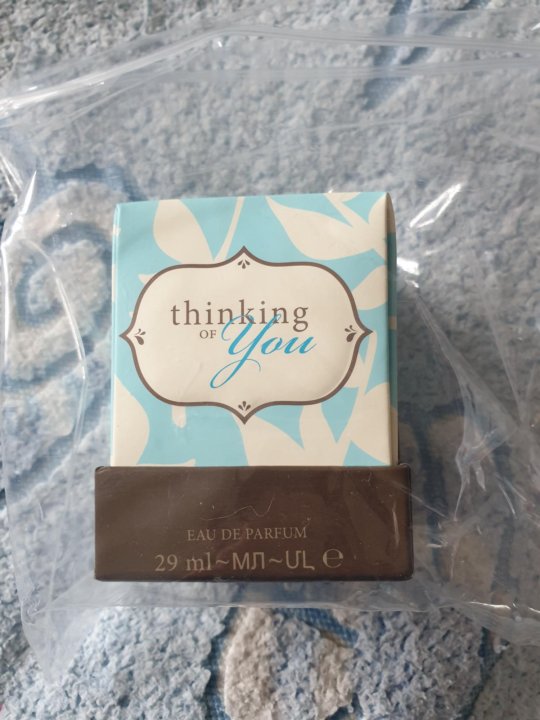 thinking
OF
You
EAU DE PARFUM
29 ml~МЛ~ՄԼ ℮